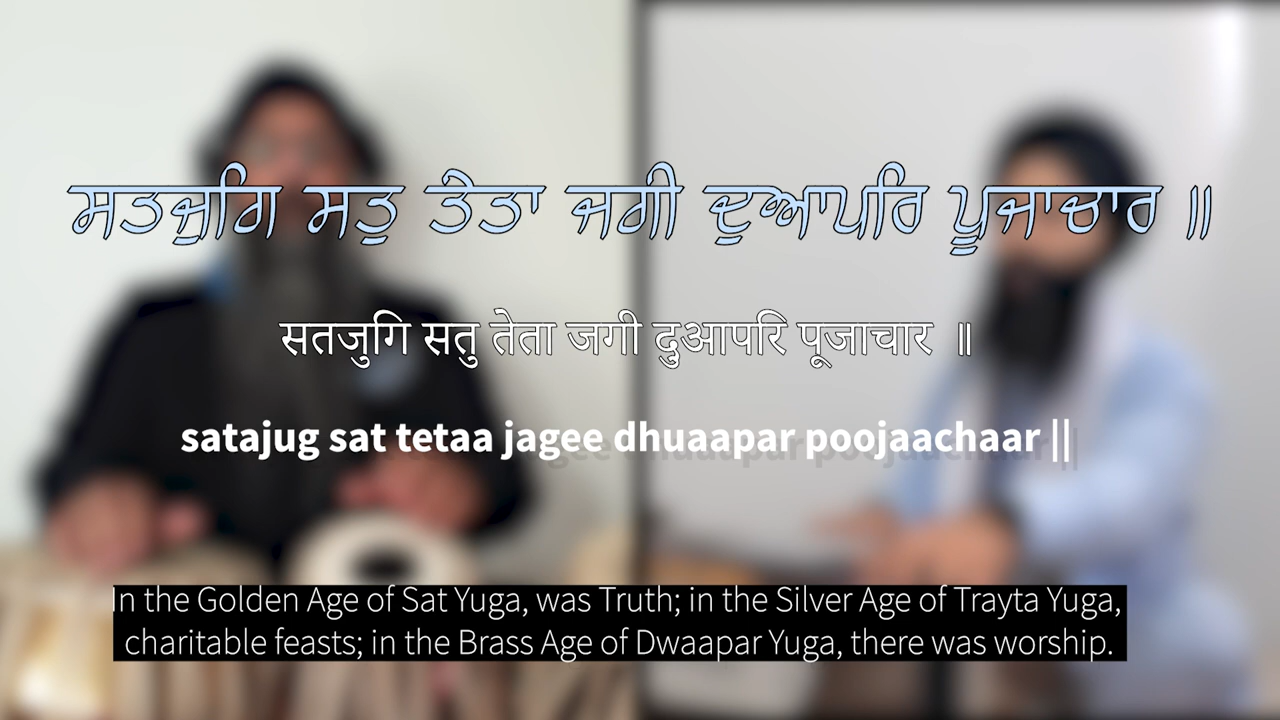 ਸਤਜੁਗਿ ਸਤੁ ਤੇਤਾ ਜਗੀ ਦੁਆਪਰਿ ਪੂਜਾਚਾਰ ॥
सतजुगि सतु तेता जगी दुआपरि पूजाचार ॥
satajug sat tetaa jagee dhuaapar poojaachaar ||
In the Golden Age of Sat Yuga, was Truth; in the Silver Age of Trayta Yuga,
charitable feasts; in the Brass Age of Dwaapar Yuga, there was worship.